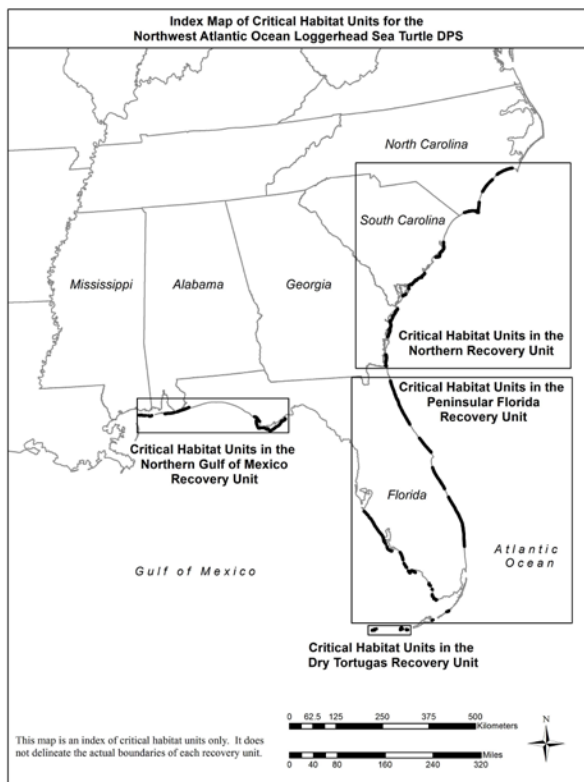 Index Map of Critical Habitat Units for the
Northwest Atlantic Ocean Loggerhead Sea Turtle DPS
North Carolina
South Carolina
Mississippi
Alabama
Georgia
Critical Habitat Units in the
Northern Recovery Unit
Critical Habitat Units in the
Peninsular Florida
Recovery Unit
Critical Habitat Units in the
Northern Gulf of Mexico
Recovery Unit
Florida
Atlantic
Ocean
Gulf of Mexico
Critical Habitat Units in the
Dry Tortugas Recovery Unit
0 62.5 125 250 375 500
Kilometers
N
This map is an index of critical habitat units only. It does
not delineate the actual boundaries of each recovery unit.
Miles
0 40 80 160 240 320